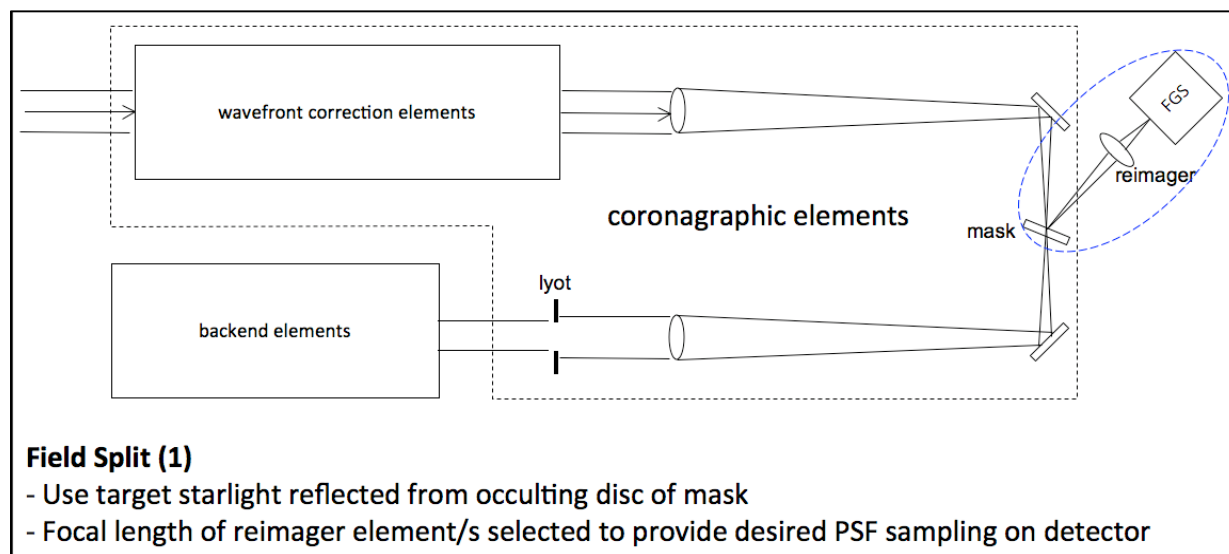 wavefront correction elements
FGS
reimager
coronagraphic elements
mask
lyot
backend elements
Field Split (1)
- Use target starlight reflected from occulting disc of mask
- Focal length of reimager element/s selected to provide desired PSF sampling on detector